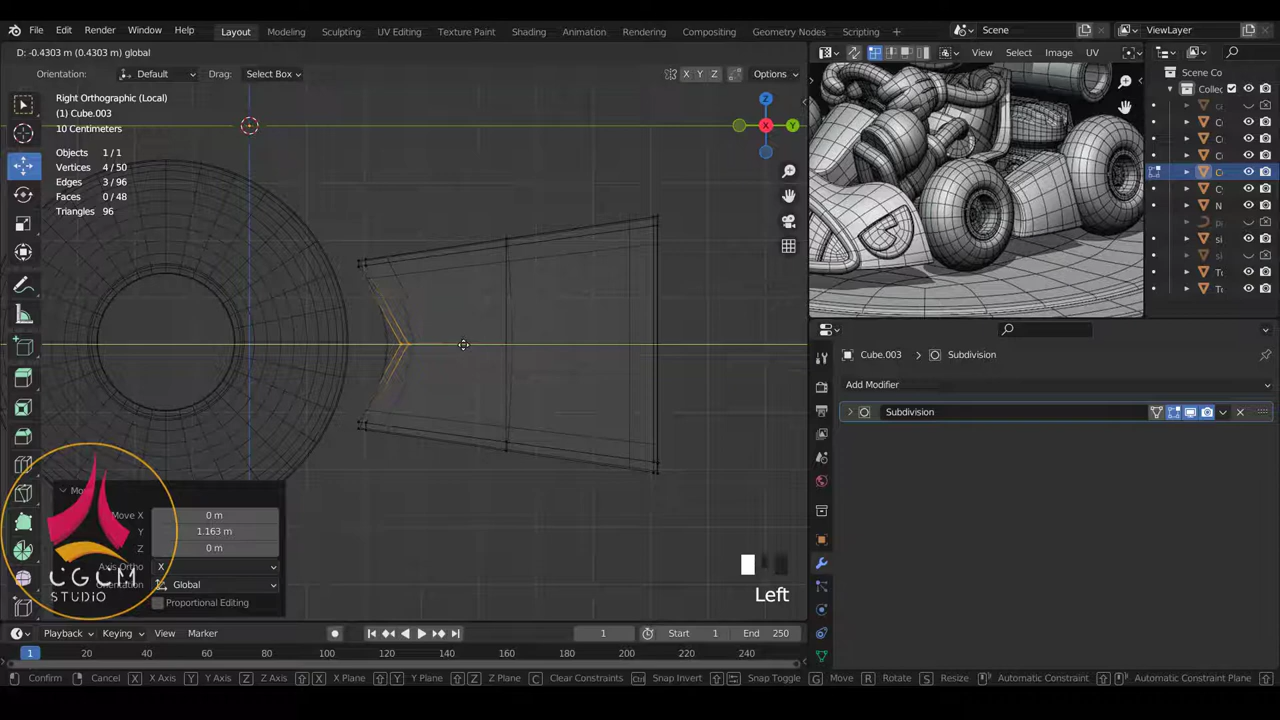 File Edit Render Window Help Layout Modeling Sculpting UV Editing Texture Paint Shading Animation Rendering Compositing Geometry Nodes Scripting + Scene ViewLayer
D: -0.4303 m (0.4303 m) global
View Select Image UV
Orientation: Default Drag: Select Box X Y Z Options
Scene Co
Collec
Right Orthographic (Local)
(1) Cube.003
10 Centimeters
Objects 1 / 1
Vertices 4 / 50
Edges 3 / 96
Faces 0 / 48
Triangles 96
Z
X
Y
Cube.003 Subdivision
Add Modifier
Subdivision
Move X 0 m
Y 1.163 m
Z 0 m
Axis Ortho X
Orientation Global
Proportional Editing
CGCM
STUDIO
Left
Playback Keying View Marker 1 Start 1 End 250
1 20 40 60 80 100 120 140 160 180 200 220 240
Confirm Cancel X X Axis Y Y Axis Z Z Axis X X Plane Y Y Plane Z Z Plane C Clear Constraints Ctrl Snap Invert Snap Toggle G Move R Rotate S Resize Automatic Constraint Automatic Constraint Plane